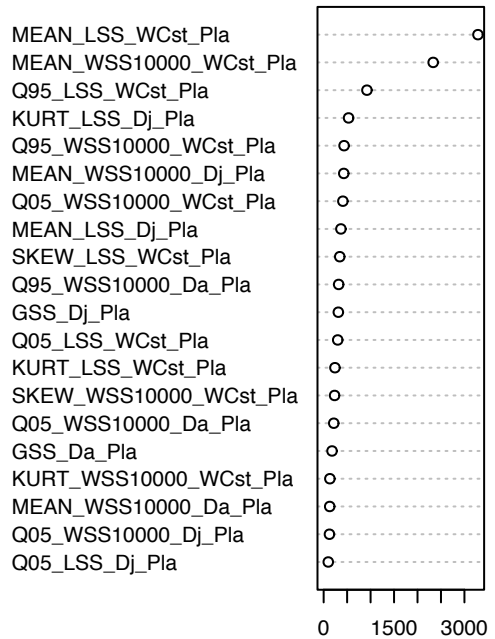 MEAN_LSS_WCst_Pla
MEAN_WSS10000_WCst_Pla
Q95_LSS_WCst_Pla
KURT_LSS_Dj_Pla
Q95_WSS10000_WCst_Pla
MEAN_WSS10000_Dj_Pla
Q05_WSS10000_WCst_Pla
MEAN_LSS_Dj_Pla
SKEW_LSS_WCst_Pla
Q95_WSS10000_Da_Pla
GSS_Dj_Pla
Q05_LSS_WCst_Pla
KURT_LSS_WCst_Pla
SKEW_WSS10000_WCst_Pla
Q05_WSS10000_Da_Pla
GSS_Da_Pla
KURT_WSS10000_WCst_Pla
MEAN_WSS10000_Da_Pla
Q05_WSS10000_Dj_Pla
Q05_LSS_Dj_Pla
0 1500 3000